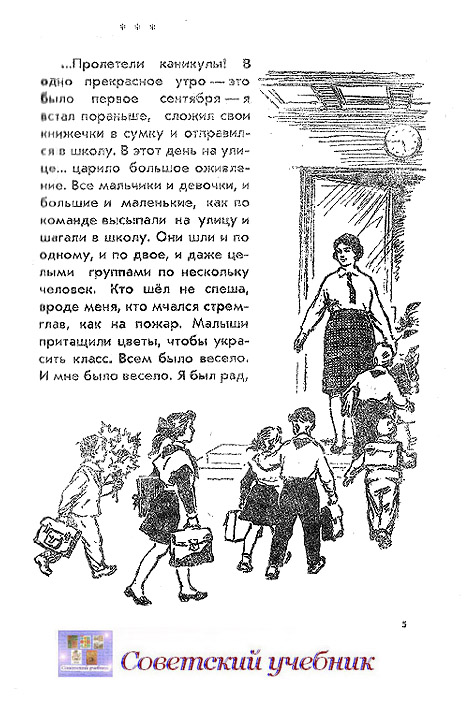 * * *
...Пролетели каникулы! В
одно прекрасное утро — это
было первое сентября — я
встал пораньше, сложил свои
книжечки в сумку и отправил-
ся в школу. В этот день на ули-
це... царило большое оживле-
ние. Все мальчики и девочки, и
большие и маленькие, как по
команде высыпали на улицу и
шагали в школу. Они шли и по
одному, и по двое, и даже це-
лыми группами по нескольку
человек. Кто шёл не спеша,
вроде меня, кто мчался стрем-
глав, как на пожар. Малыши
притащили цветы, чтобы укра-
сить класс. Всем было весело.
И мне было весело. Я был рад,
5
Советский учебник